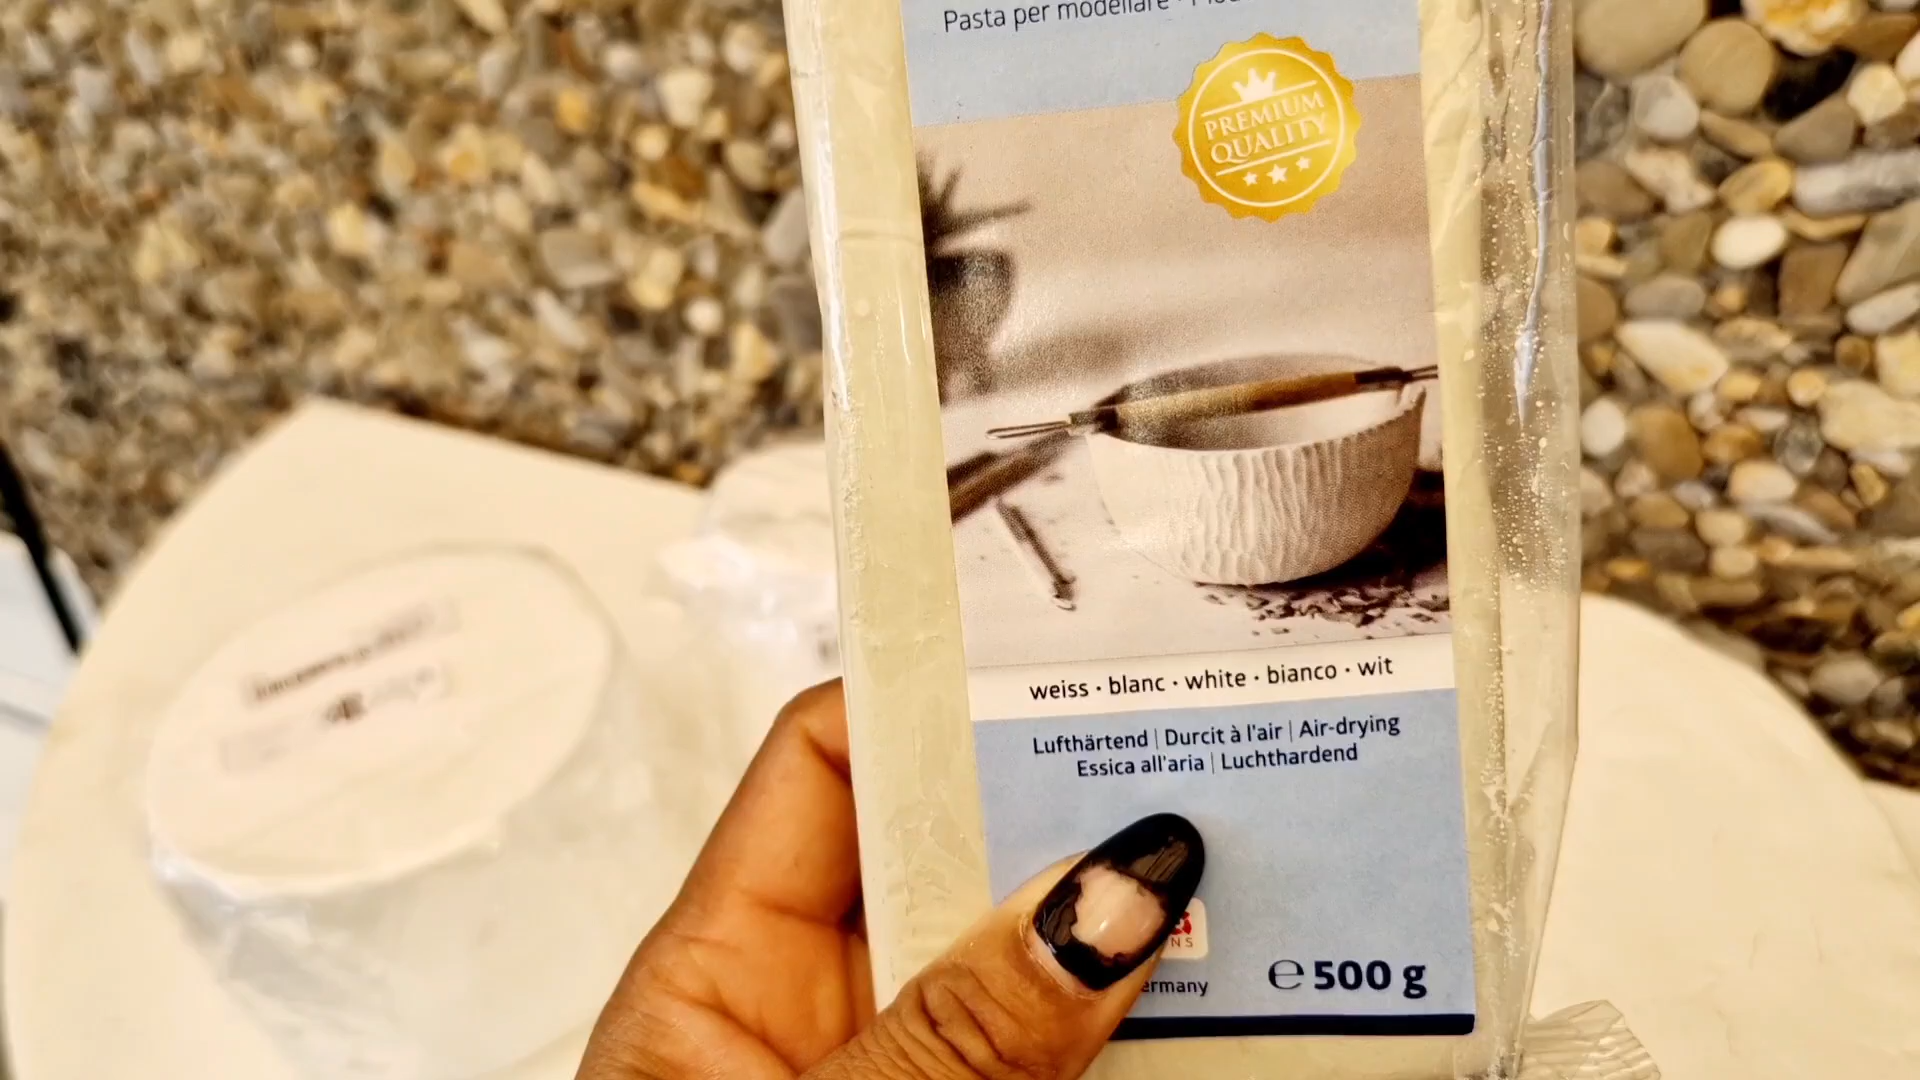 Pasta per modellare ·
PREMIUM
QUALITY
weiss · blanc · white · bianco · wit
Lufthärtend | Durcit à l'air | Air-drying
Essica all'aria | Luchthardend
℮ 500 g